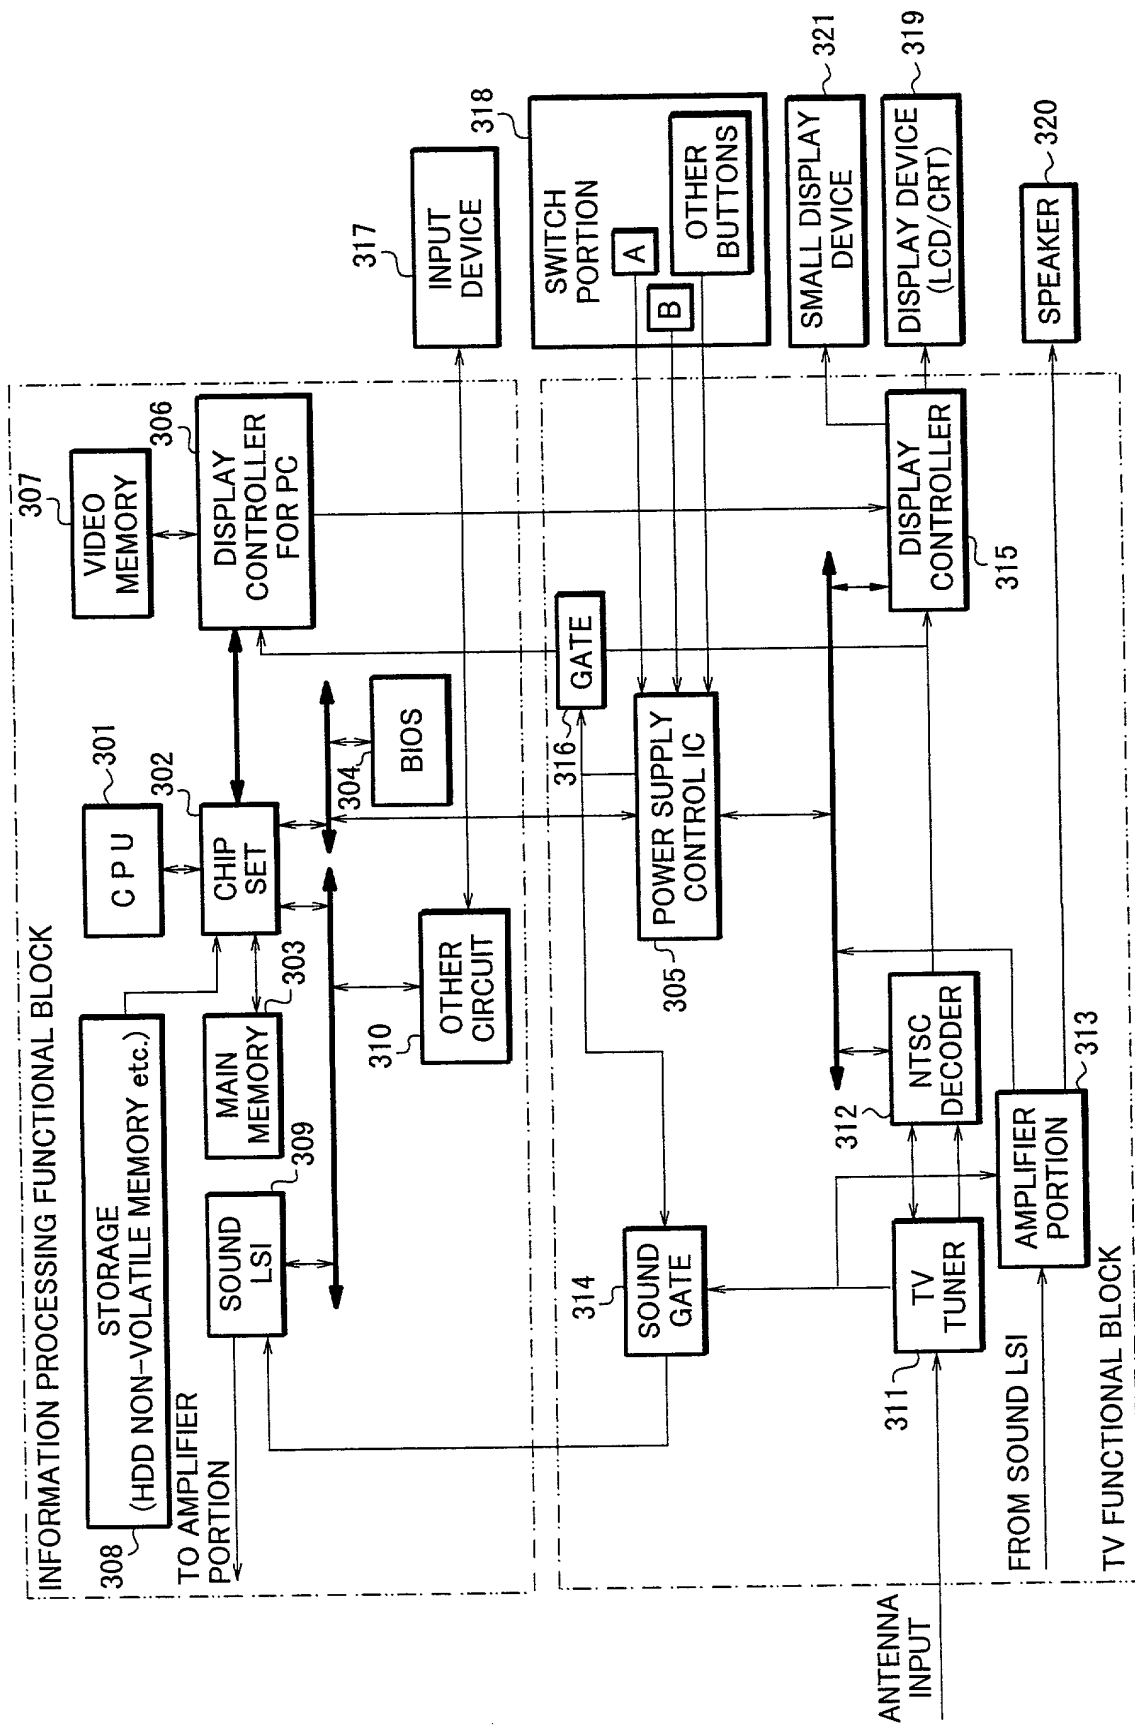 INFORMATION PROCESSING FUNCTIONAL BLOCK
308
STORAGE
(HDD NON-VOLATILE MEMORY etc.)
CPU
301
VIDEO
MEMORY
307
TO AMPLIFIER
PORTION
SOUND
LSI
309
MAIN
MEMORY
303
CHIP
SET
302
DISPLAY
CONTROLLER
FOR PC
306
OTHER
CIRCUIT
310
BIOS
304
INPUT
DEVICE
317
SWITCH
PORTION
318
A
B
OTHER
BUTTONS
GATE
316
SOUND
GATE
314
POWER SUPPLY
CONTROL IC
305
SMALL DISPLAY
DEVICE
321
ANTENNA
INPUT
TV
TUNER
311
NTSC
DECODER
312
DISPLAY
CONTROLLER
315
DISPLAY DEVICE
(LCD/CRT)
319
FROM SOUND LSI
AMPLIFIER
PORTION
313
SPEAKER
320
TV FUNCTIONAL BLOCK